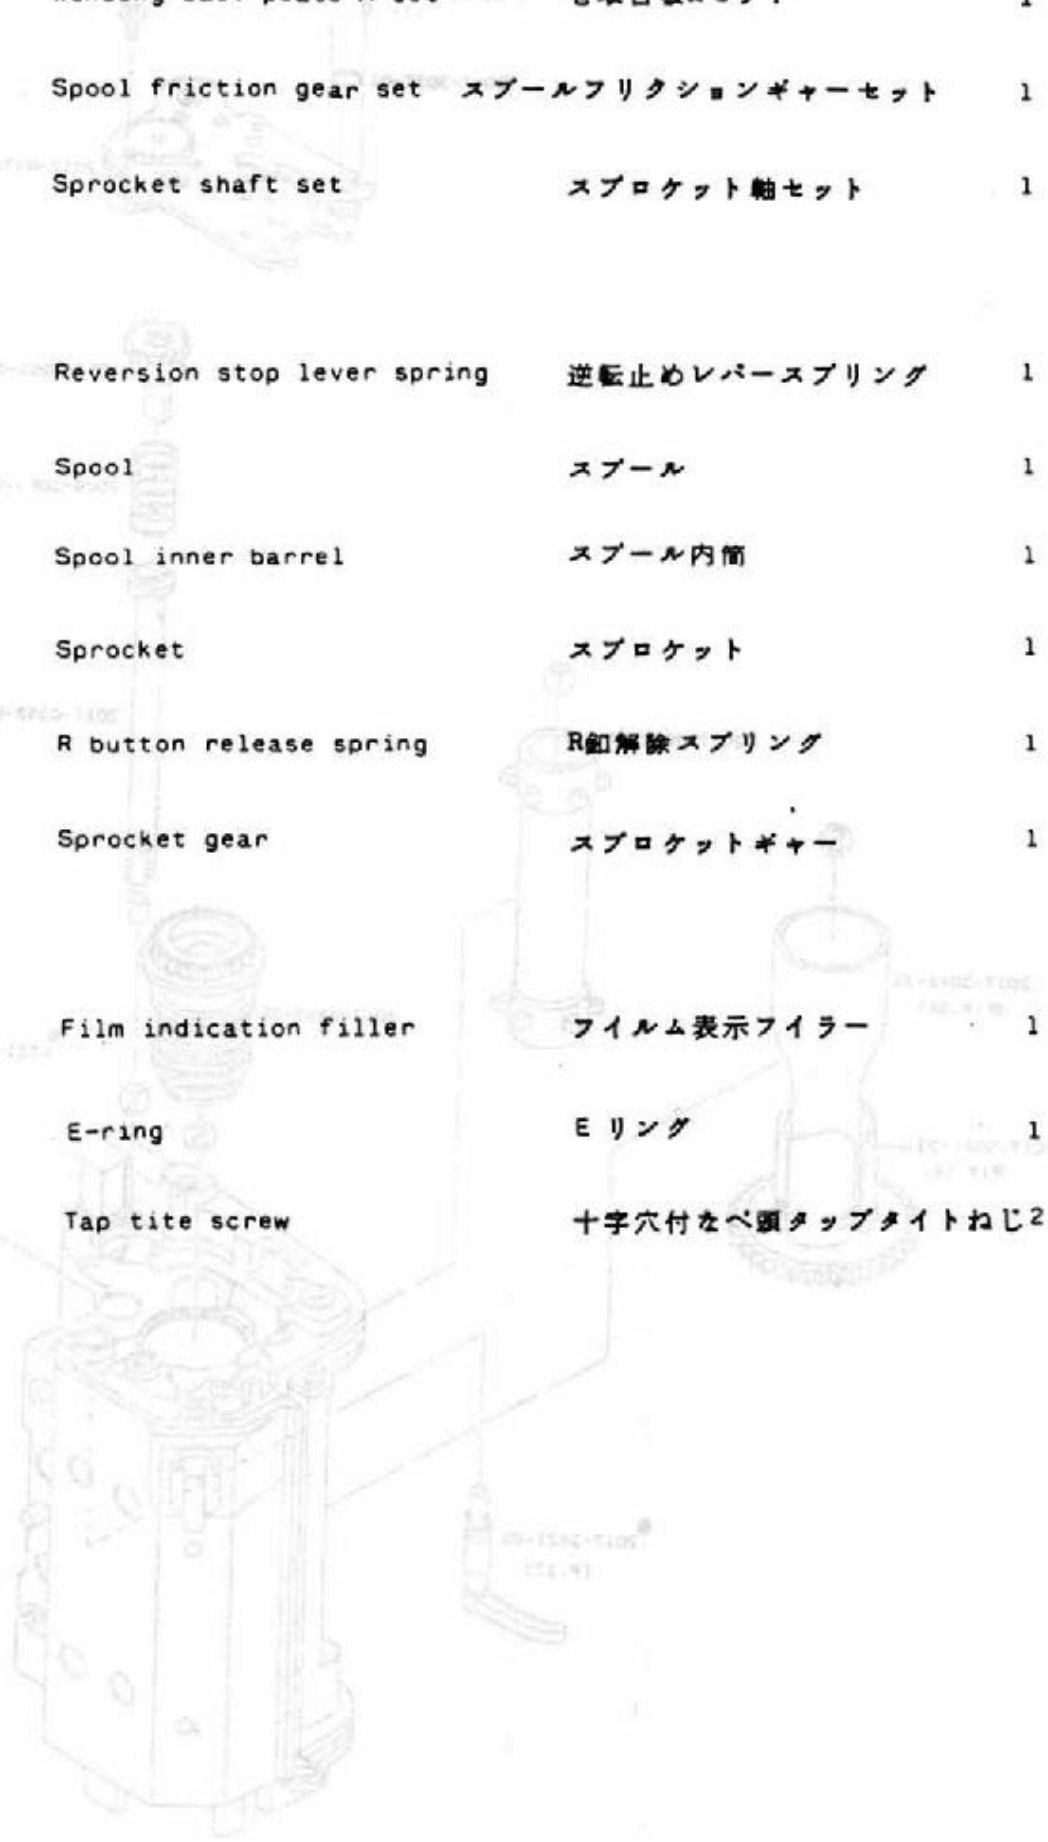 Spool friction gear set スプールフリクションギャーセット 1
Sprocket shaft set スプロケット軸セット 1
Reversion stop lever spring 逆転止めレバースプリング 1
Spool スプール 1
Spool inner barrel スプール内筒 1
Sprocket スプロケット 1
R button release spring R釦解除スプリング 1
Sprocket gear スプロケットギャー 1
Film indication filler フイルム表示フイラー 1
E-ring E リング 1
Tap tite screw 十字穴付なべ頭タップタイトねじ 2